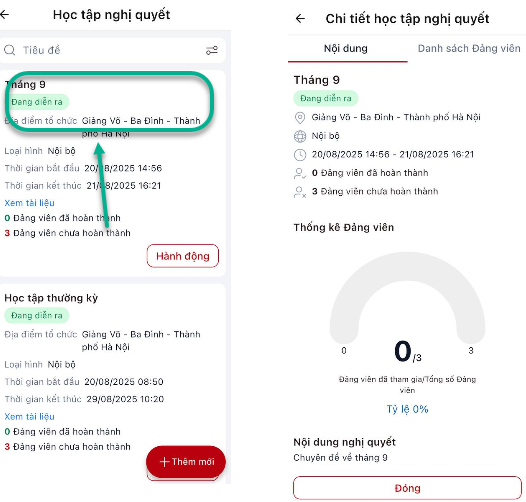 Học tập nghị quyết
Tiêu đề
Tháng 9
Đang diễn ra
Địa điểm tổ chức Giảng Võ - Ba Đình - Thành
phố Hà Nội
Loại hình Nội bộ
Thời gian bắt đầu 20/08/2025 14:56
Thời gian kết thúc 21/08/2025 16:21
Xem tài liệu
0 Đảng viên đã hoàn thành
3 Đảng viên chưa hoàn thành
Hành động
Học tập thường kỳ
Đang diễn ra
Địa điểm tổ chức Giảng Võ - Ba Đình - Thành
phố Hà Nội
Loại hình Nội bộ
Thời gian bắt đầu 20/08/2025 08:50
Thời gian kết thúc 29/08/2025 10:20
Xem tài liệu
0 Đảng viên đã hoàn thành
3 Đảng viên chưa hoàn thành
+ Thêm mới
Chi tiết học tập nghị quyết
Nội dung
Danh sách Đảng viên
Tháng 9
Đang diễn ra
Giảng Võ - Ba Đình - Thành phố Hà Nội
Nội bộ
20/08/2025 14:56 - 21/08/2025 16:21
0 Đảng viên đã hoàn thành
3 Đảng viên chưa hoàn thành
Thống kê Đảng viên
0
0/3
3
Đảng viên đã tham gia/Tổng số Đảng
viên
Tỷ lệ 0%
Nội dung nghị quyết
Chuyên đề về tháng 9
Đóng